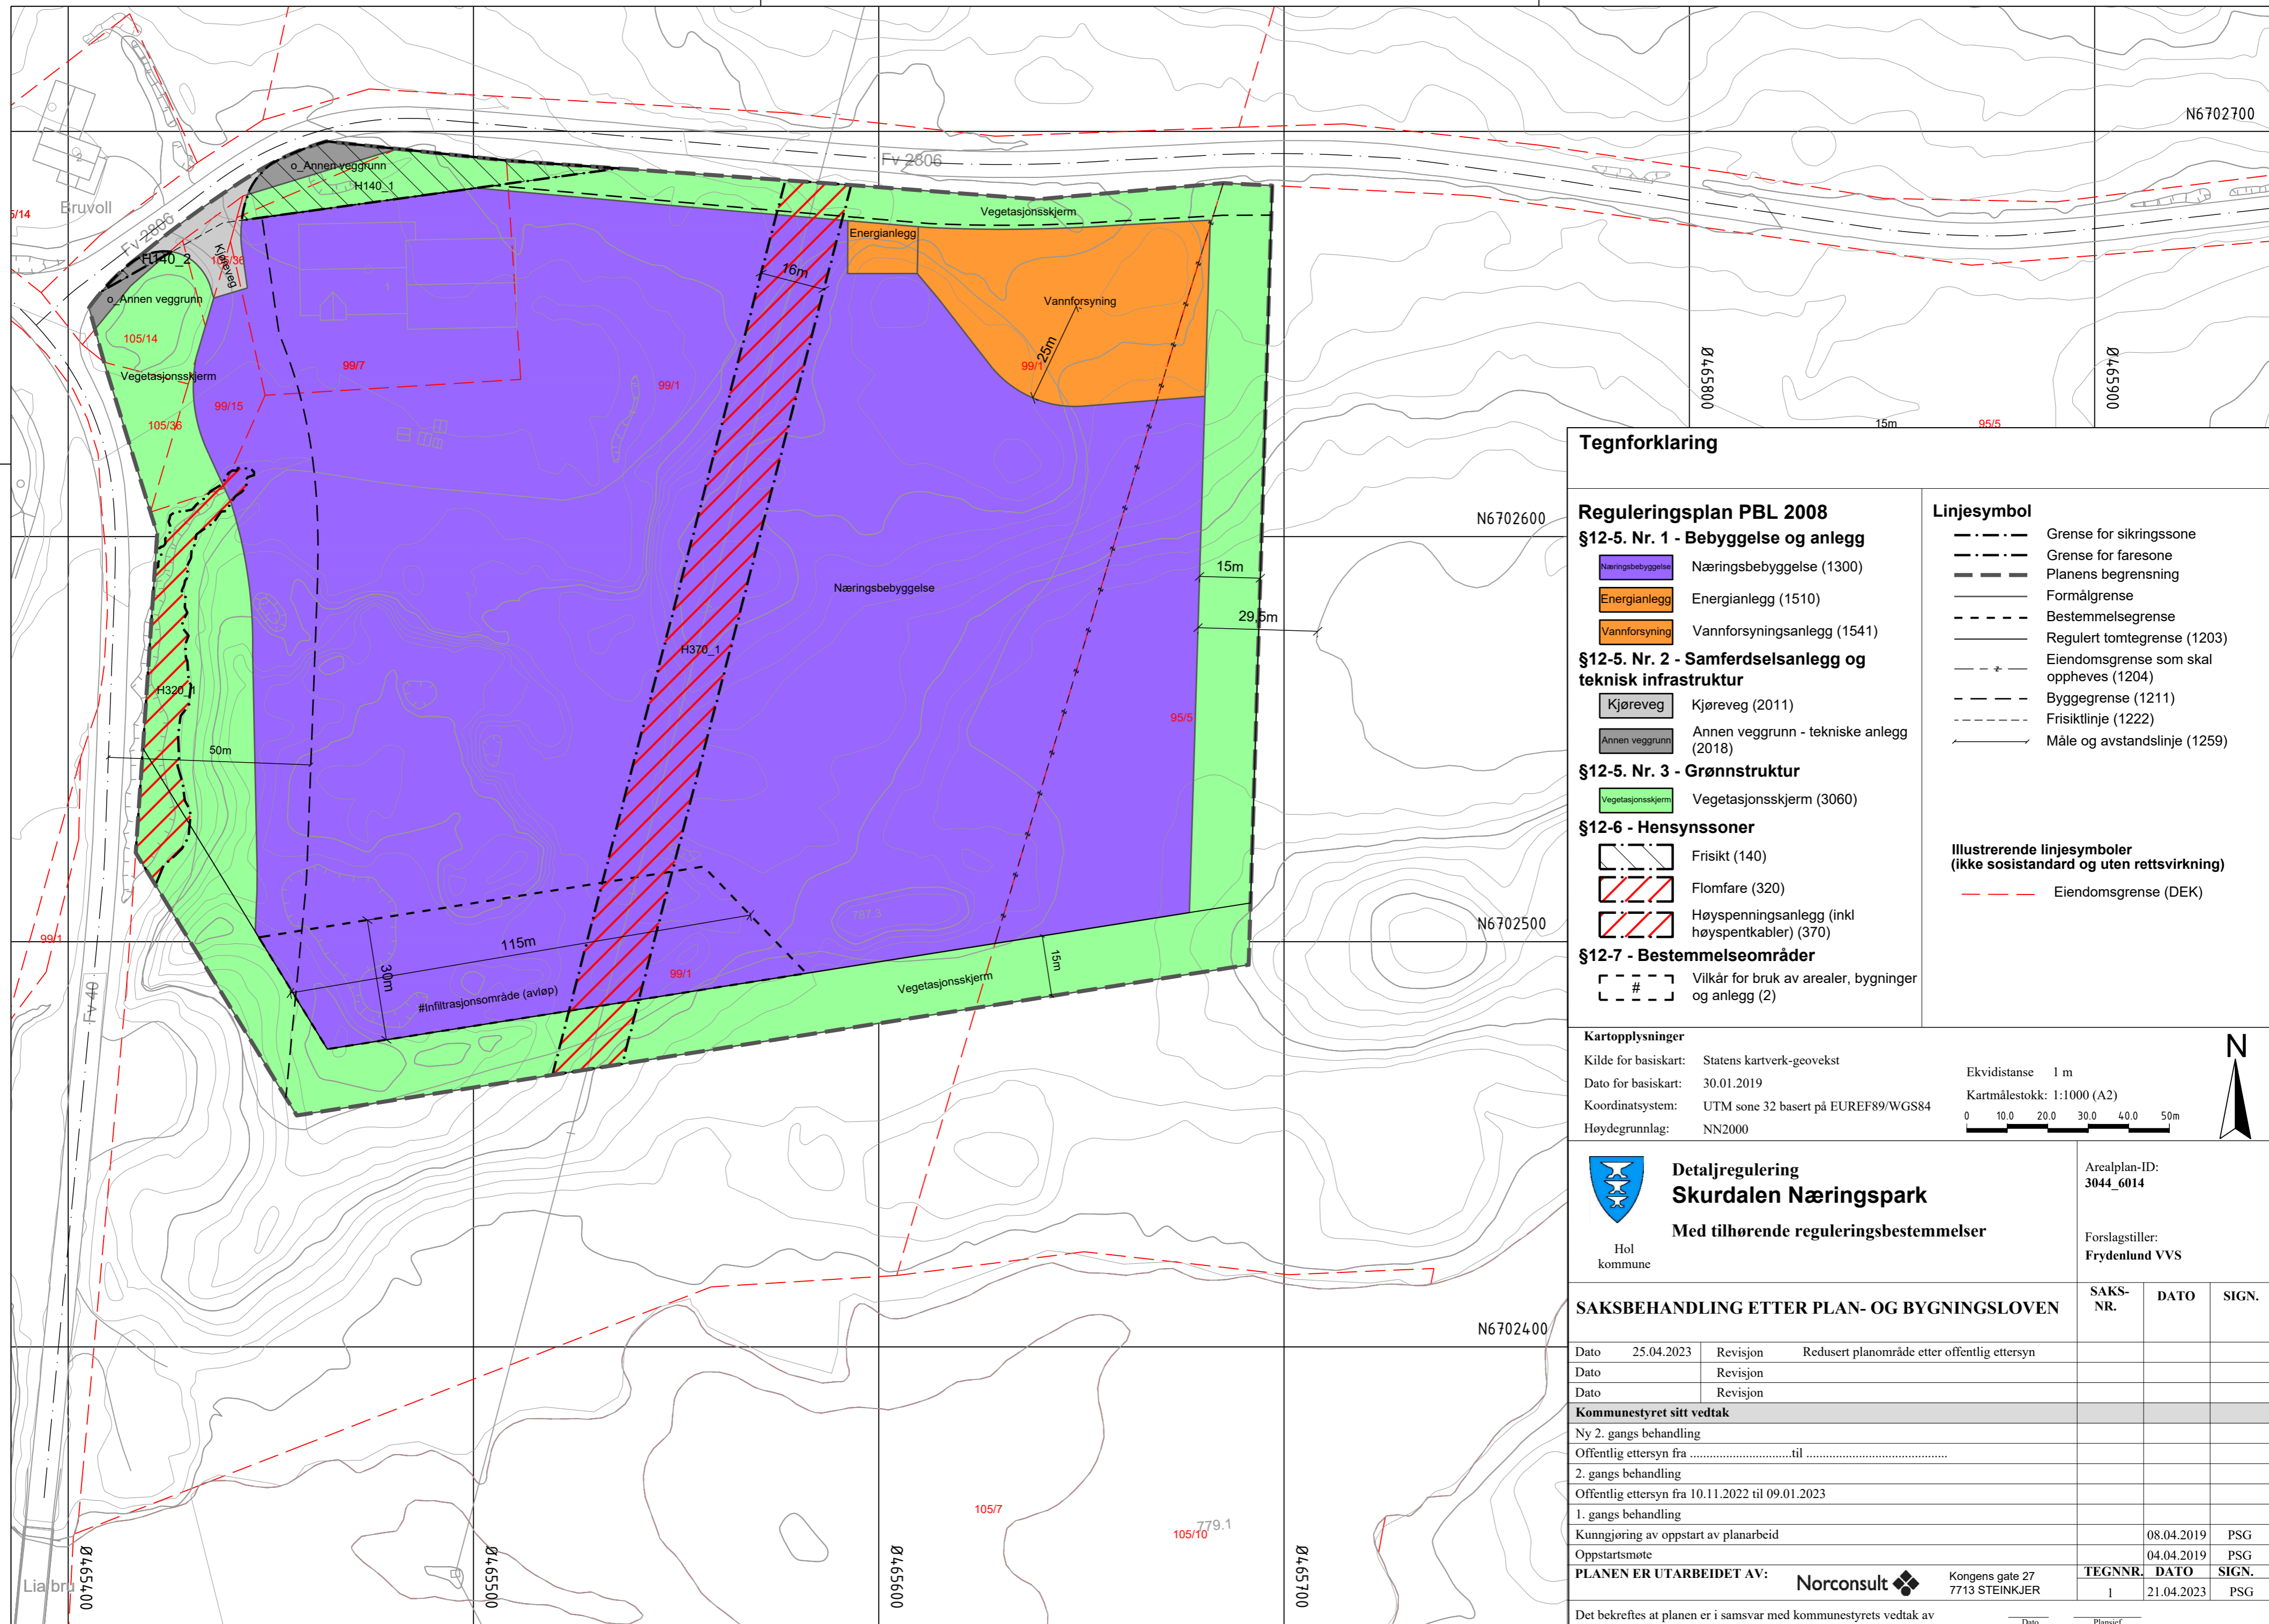 N6702700
Fv 2806
o_Annen veggrunn
H140_1
Bruvoll
2
5/14
Fv 2806
Vegetasjonsskjerm
Energianlegg
H140_2
105/36
Kjøreveg
16m
o_Annen veggrunn
1
Vannforsyning
105/14
25m
99/7
99/1
99/1
Vegetasjonsskjerm
99/15
105/36
Ø465800
Ø465900
15m
95/5
N6702600
15m
Næringsbebyggelse
29,5m
H370_1
H320_1
95/5
50m
787.3
N6702500
99/1
115m
30m
99/1
15m
#Infiltrasjonsområde (avløp)
Vegetasjonsskjerm
Fv 40
N6702400
105/7
105/10
779.1
Lia bru
Ø465400
Ø465500
Ø465600
Ø465700
Tegnforklaring
Reguleringsplan PBL 2008
§12-5. Nr. 1 - Bebyggelse og anlegg
Næringsbebyggelse Næringsbebyggelse (1300)
Energianlegg Energianlegg (1510)
Vannforsyning Vannforsyningsanlegg (1541)
§12-5. Nr. 2 - Samferdselsanlegg og
teknisk infrastruktur
Kjøreveg Kjøreveg (2011)
Annen veggrunn Annen veggrunn - tekniske anlegg
(2018)
§12-5. Nr. 3 - Grønnstruktur
Vegetasjonsskjerm Vegetasjonsskjerm (3060)
§12-6 - Hensynssoner
Frisikt (140)
Flomfare (320)
Høyspenningsanlegg (inkl
høyspentkabler) (370)
§12-7 - Bestemmelseområder
# Vilkår for bruk av arealer, bygninger
og anlegg (2)
Linjesymbol
Grense for sikringssone
Grense for faresone
Planens begrensning
Formålgrense
Bestemmelsegrense
Regulert tomtegrense (1203)
Eiendomsgrense som skal
oppheves (1204)
Byggegrense (1211)
Frisiktlinje (1222)
Måle og avstandslinje (1259)
Illustrerende linjesymboler
(ikke sosistandard og uten rettsvirkning)
Eiendomsgrense (DEK)
Kartopplysninger
Kilde for basiskart: Statens kartverk-geovekst
Dato for basiskart: 30.01.2019
Koordinatsystem: UTM sone 32 basert på EUREF89/WGS84
Høydegrunnlag: NN2000
Ekvidistanse 1 m
Kartmålestokk: 1:1000 (A2)
0 10.0 20.0 30.0 40.0 50m
N
Hol
kommune
Detaljregulering
Skurdalen Næringspark
Med tilhørende reguleringsbestemmelser
Arealplan-ID:
3044_6014
Forslagstiller:
Frydenlund VVS
SAKSBEHANDLING ETTER PLAN- OG BYGNINGSLOVEN
SAKS-
NR.
DATO
SIGN.
Dato 25.04.2023 Revisjon Redusert planområde etter offentlig ettersyn
Dato Revisjon
Dato Revisjon
Kommunestyret sitt vedtak
Ny 2. gangs behandling
Offentlig ettersyn fra ................................til ............................................
2. gangs behandling
Offentlig ettersyn fra 10.11.2022 til 09.01.2023
1. gangs behandling
Kunngjøring av oppstart av planarbeid 08.04.2019 PSG
Oppstartsmøte 04.04.2019 PSG
PLANEN ER UTARBEIDET AV: Norconsult
Kongens gate 27
7713 STEINKJER
TEGNNR. DATO SIGN.
1 21.04.2023 PSG
Det bekreftes at planen er i samsvar med kommunestyrets vedtak av
Dato Plansjef